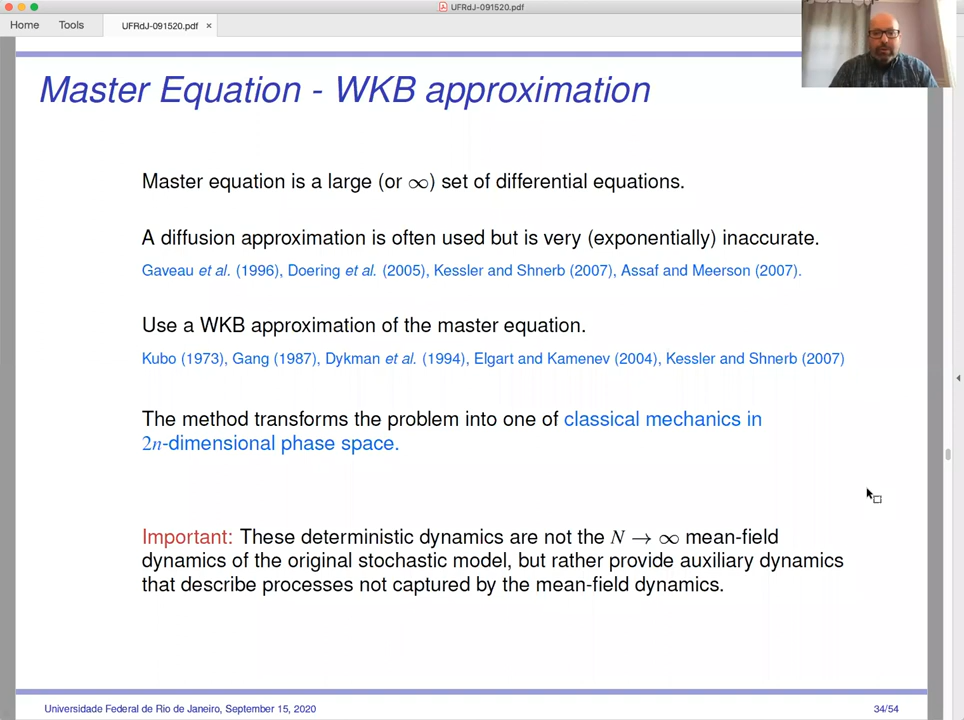 UFRdJ-091520.pdf
Home Tools UFRdJ-091520.pdf ×
Master Equation - WKB approximation
Master equation is a large (or ∞) set of differential equations.
A diffusion approximation is often used but is very (exponentially) inaccurate.
Gaveau et al. (1996), Doering et al. (2005), Kessler and Shnerb (2007), Assaf and Meerson (2007).
Use a WKB approximation of the master equation.
Kubo (1973), Gang (1987), Dykman et al. (1994), Elgart and Kamenev (2004), Kessler and Shnerb (2007)
The method transforms the problem into one of classical mechanics in
2n-dimensional phase space.
Important: These deterministic dynamics are not the N → ∞ mean-field
dynamics of the original stochastic model, but rather provide auxiliary dynamics
that describe processes not captured by the mean-field dynamics.
Universidade Federal de Rio de Janeiro, September 15, 2020
34/54